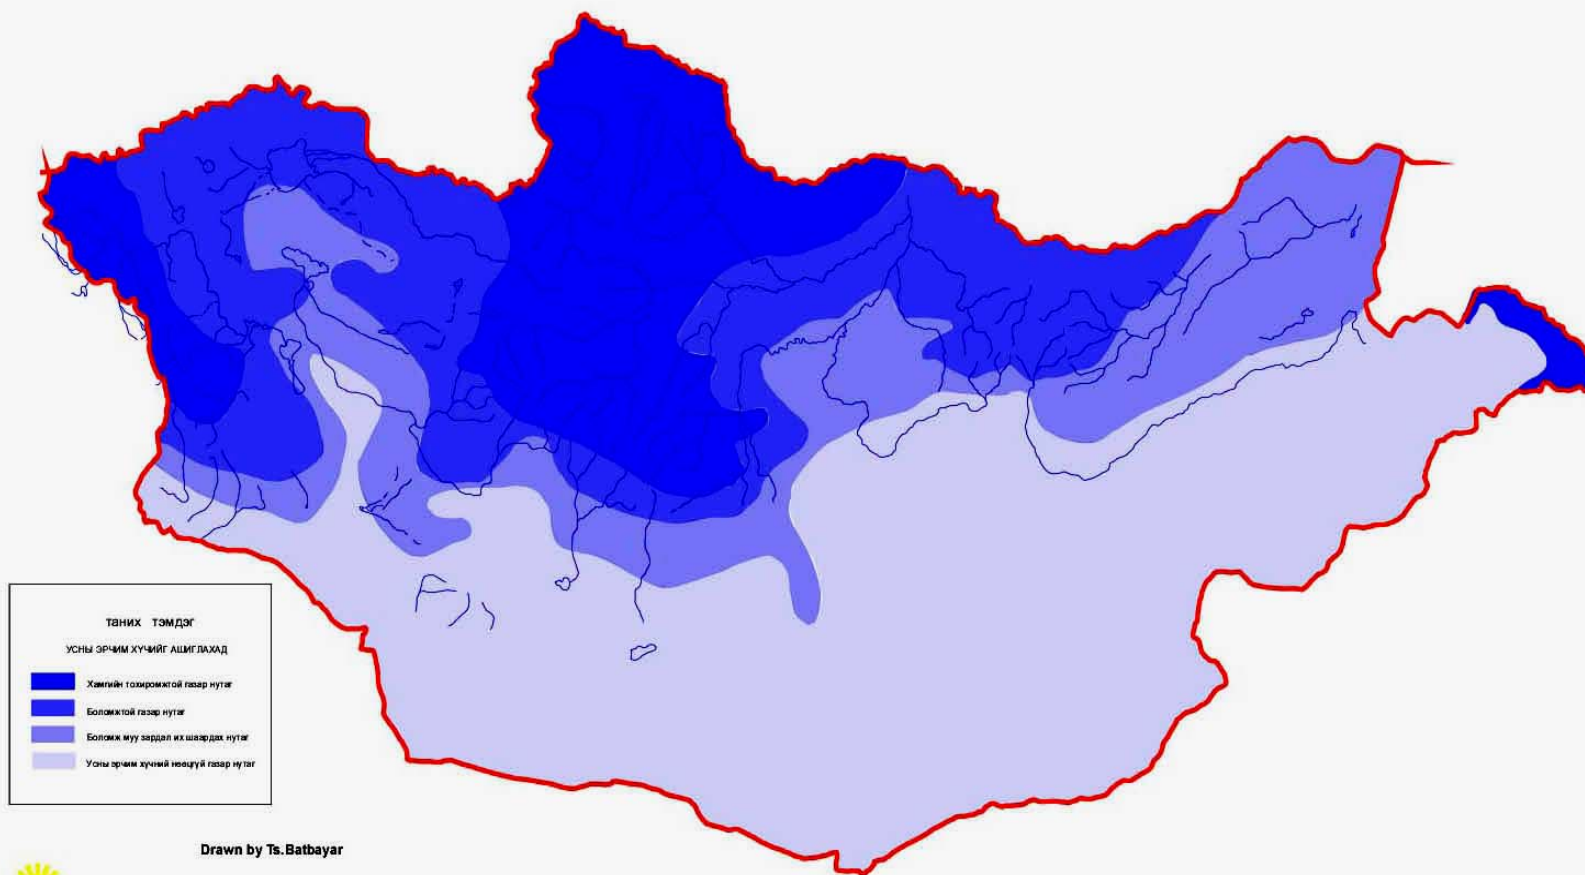 таних тэмдэг
УСНЫ ЭРЧИМ ХҮЧИЙГ АШИГЛАХАД
Хамгийн тохиромжтой газар нутаг
Боломжтой газар нутаг
Боломж муу зардал их шаардах нутаг
Усны эрчим хүчний нөөцгүй газар нутаг
Drawn by Ts.Batbayar